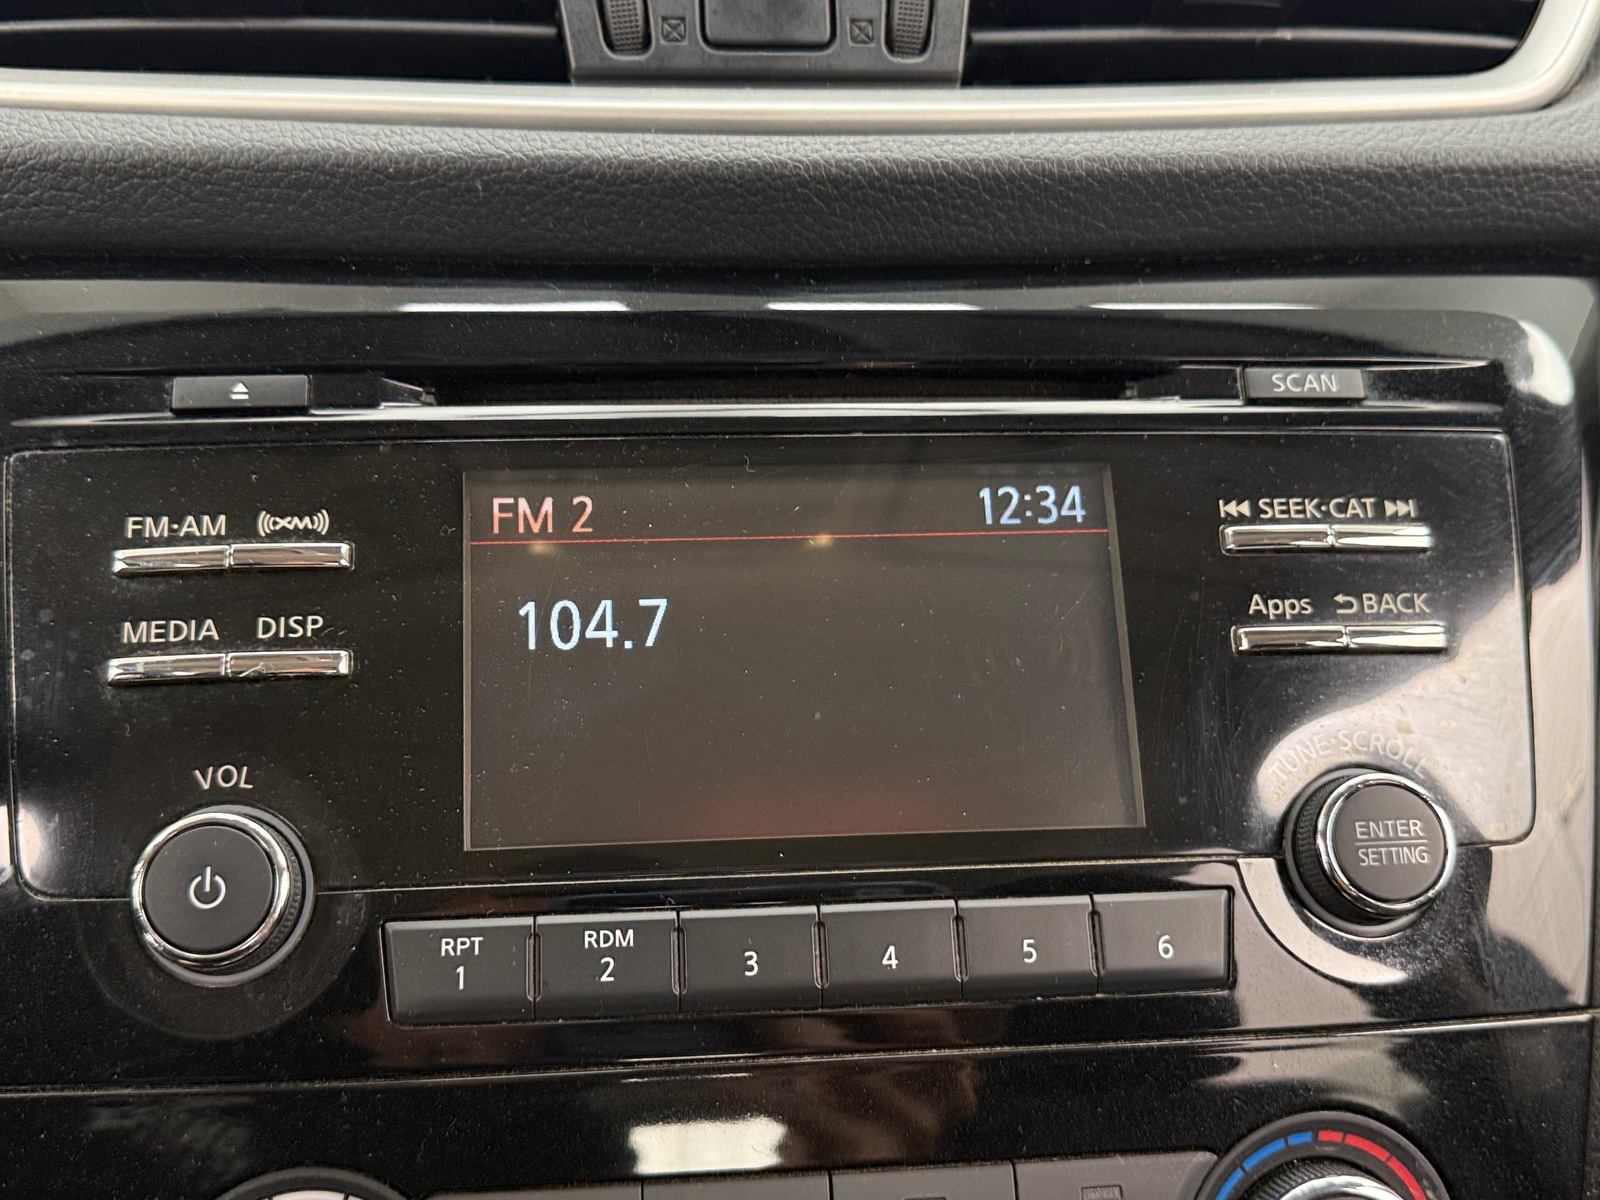 SCAN
FM·AM
((XM))
FM 2
12:34
SEEK·CAT
MEDIA
DISP
104.7
Apps
BACK
VOL
TUNE·SCROLL
ENTER
SETTING
RPT
1
RDM
2
3
4
5
6